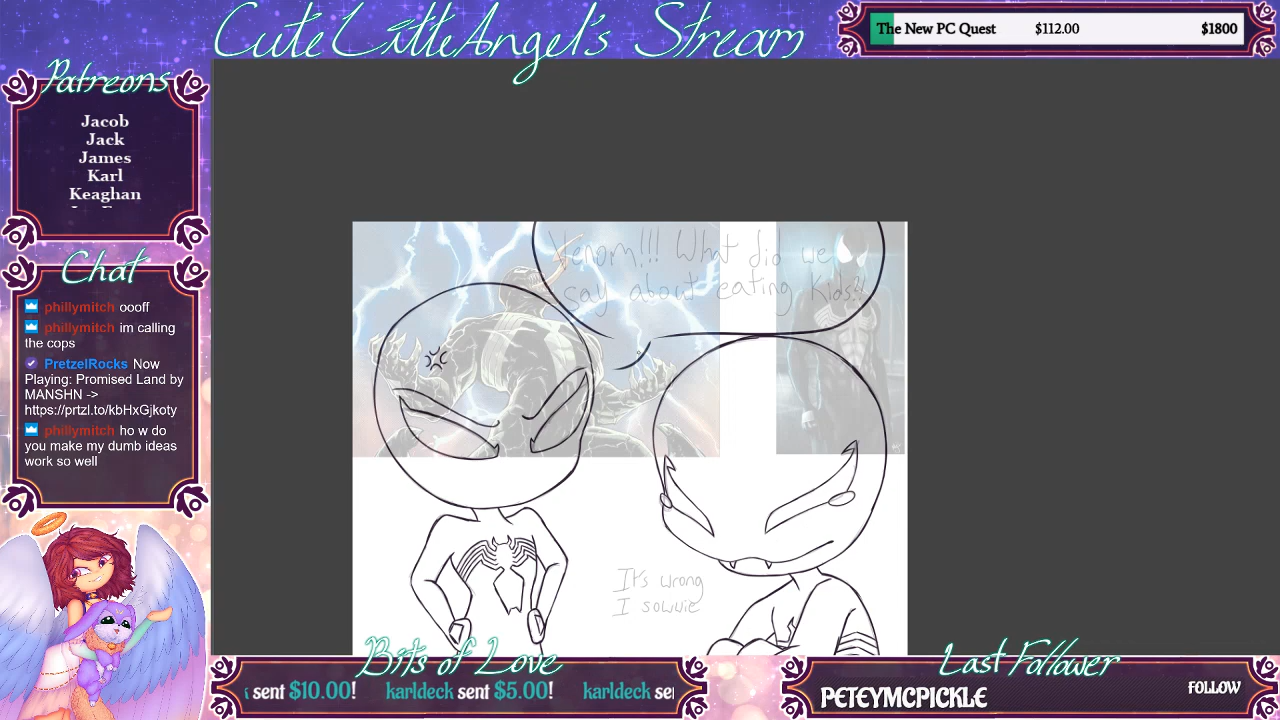 CuteLittleAngel's Stream
The New PC Quest $112.00 $1800
Patreons
Jacob
Jack
James
Karl
Keaghan
Chat
phillymitch oooff
phillymitch im calling
the cops
PretzelRocks Now
Playing: Promised Land by
MANSHN ->
https://prtzl.to/kbHxGjkoty
phillymitch ho w do
you make my dumb ideas
work so well
Venom!!! What did we
say about eating kids?!
It's wrong
I sowwie
Bits of Love
sent $10.00! karldeck sent $5.00! karldeck
Last Follower
PETEYMCPICKLE FOLLOW